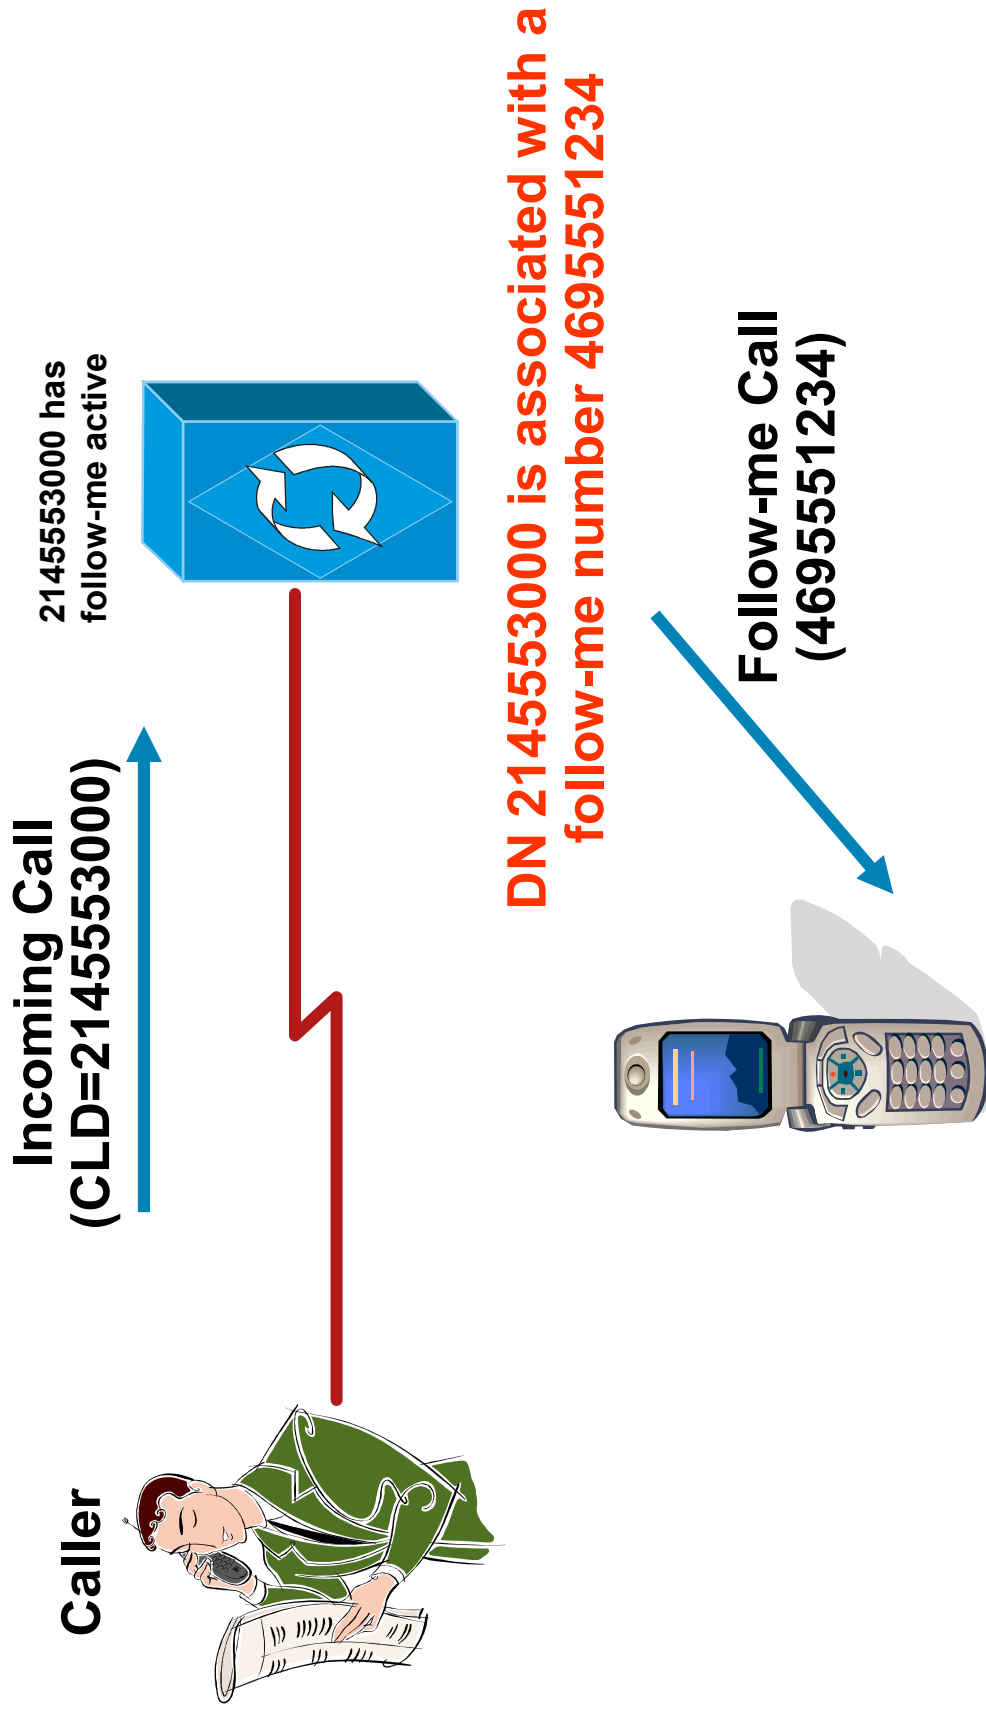 Caller
Incoming Call
(CLD=2145553000)
2145553000 has
follow-me active
DN 2145553000 is associated with a
follow-me number 4695551234
Follow-me Call
(4695551234)